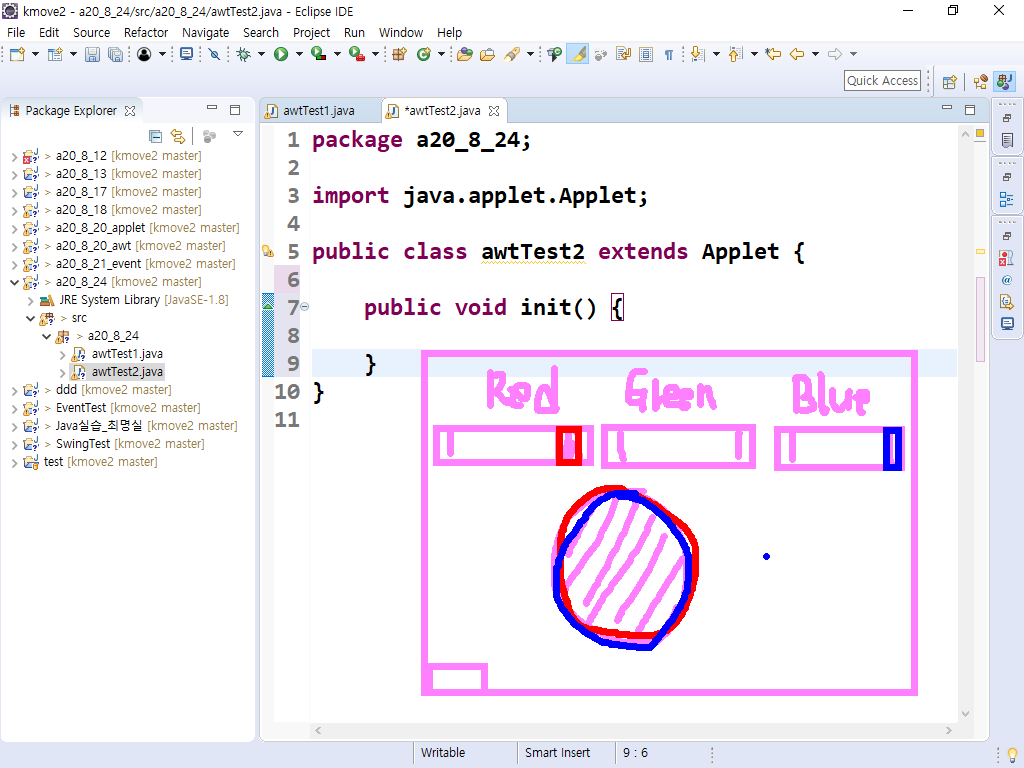 kmove2 - a20_8_24/src/a20_8_24/awtTest2.java - Eclipse IDE
File Edit Source Refactor Navigate Search Project Run Window Help
Quick Access
Package Explorer
awtTest1.java
*awtTest2.java
> a20_8_12 [kmove2 master]
> a20_8_13 [kmove2 master]
> a20_8_17 [kmove2 master]
> a20_8_18 [kmove2 master]
> a20_8_20_applet [kmove2 master]
> a20_8_20_awt [kmove2 master]
> a20_8_21_event [kmove2 master]
> a20_8_24 [kmove2 master]
JRE System Library [JavaSE-1.8]
> src
> a20_8_24
awtTest1.java
awtTest2.java
> ddd [kmove2 master]
> EventTest [kmove2 master]
> Java실습_최명실 [kmove2 master]
> SwingTest [kmove2 master]
test [kmove2 master]
1 package a20_8_24;
2
3 import java.applet.Applet;
4
5 public class awtTest2 extends Applet {
6
7 public void init() {
8
9 }
10 }
11
Red Gleen Blue
Writable Smart Insert 9 : 6